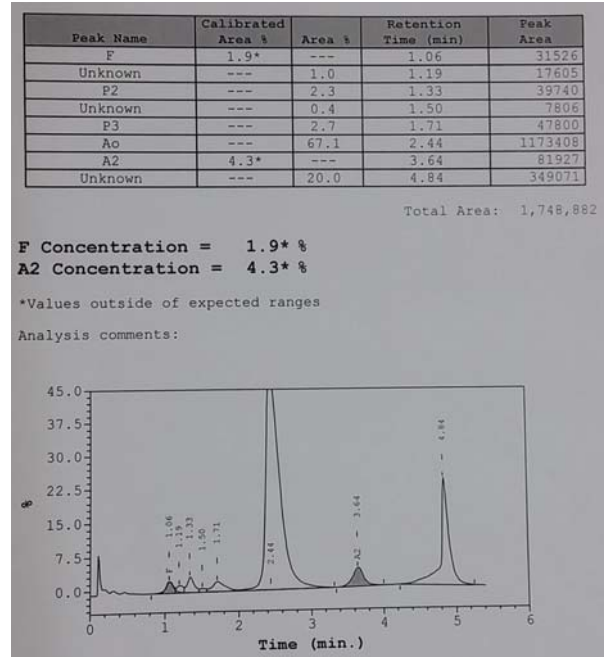 Peak Name Calibrated Area % Area % Retention Time (min) Peak Area
F 1.9* --- 1.06 31526
Unknown --- 1.0 1.19 17605
P2 --- 2.3 1.33 39740
Unknown --- 0.4 1.50 7806
P3 --- 2.7 1.71 47800
Ao --- 67.1 2.44 1173408
A2 4.3* --- 3.64 81927
Unknown --- 20.0 4.84 349071
Total Area: 1,748,882
F Concentration = 1.9* %
A2 Concentration = 4.3* %
*Values outside of expected ranges
Analysis comments:
45.0
37.5
30.0
22.5
15.0
7.5
0.0
%
F - 1.06
- 1.19
- 1.33
- 1.50
- 1.71
- 2.44
A2 - 3.64
- 4.84
0 1 2 3 4 5 6
Time (min.)